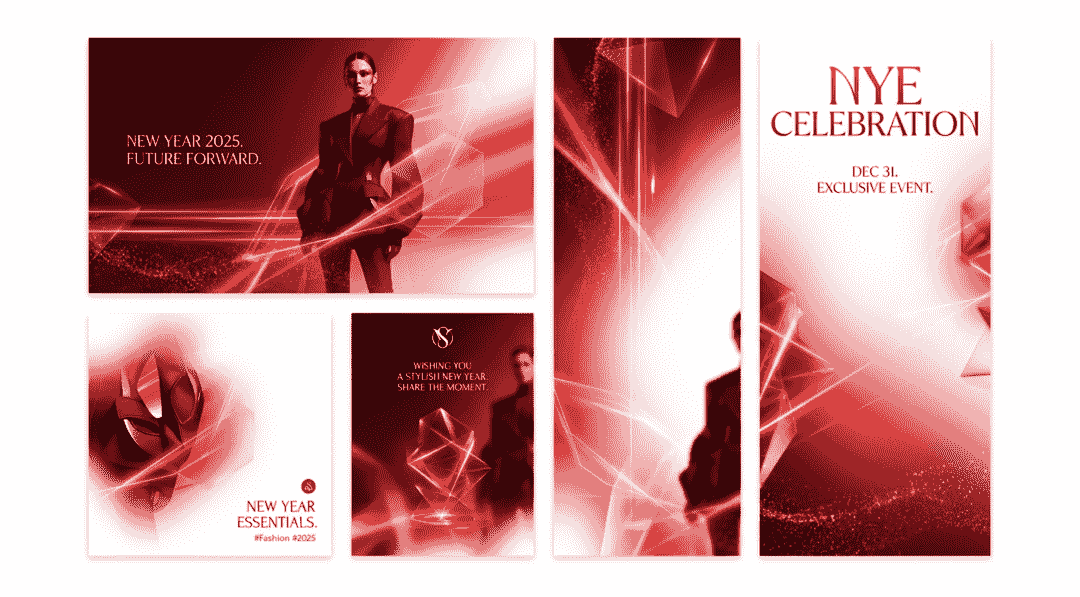 NEW YEAR 2025.
FUTURE FORWARD.
NYE
CELEBRATION
DEC 31.
EXCLUSIVE EVENT.
WISHING YOU
A STYLISH NEW YEAR.
SHARE THE MOMENT.
NEW YEAR
ESSENTIALS.
#Fashion #2025